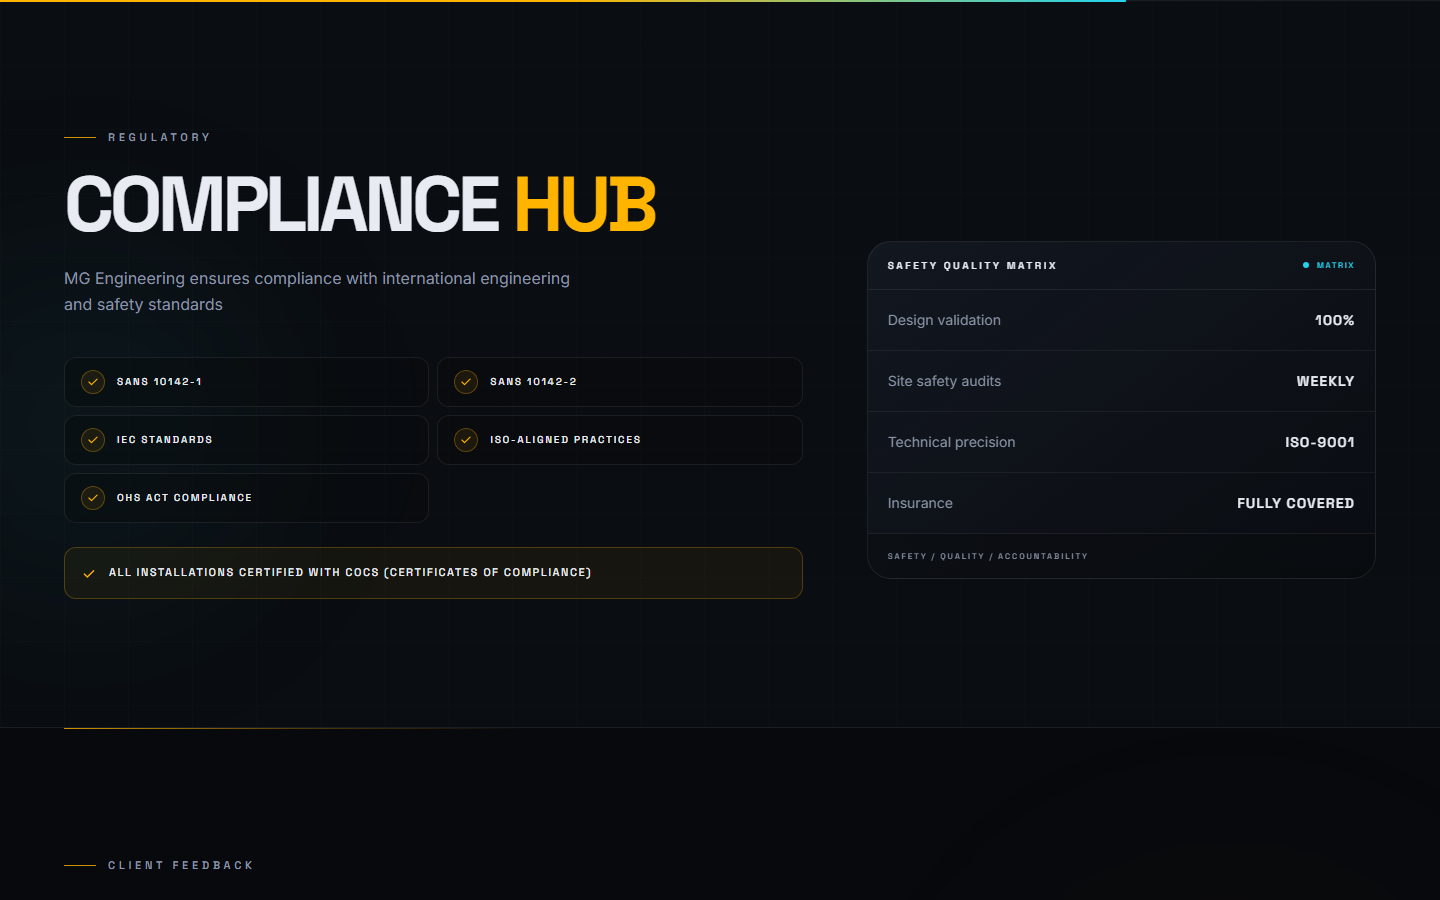 REGULATORY
COMPLIANCE HUB
MG Engineering ensures compliance with international engineering
and safety standards
SANS 10142-1
SANS 10142-2
IEC STANDARDS
ISO-ALIGNED PRACTICES
OHS ACT COMPLIANCE
ALL INSTALLATIONS CERTIFIED WITH COCS (CERTIFICATES OF COMPLIANCE)
SAFETY QUALITY MATRIX
MATRIX
Design validation
100%
Site safety audits
WEEKLY
Technical precision
ISO-9001
Insurance
FULLY COVERED
SAFETY / QUALITY / ACCOUNTABILITY
CLIENT FEEDBACK